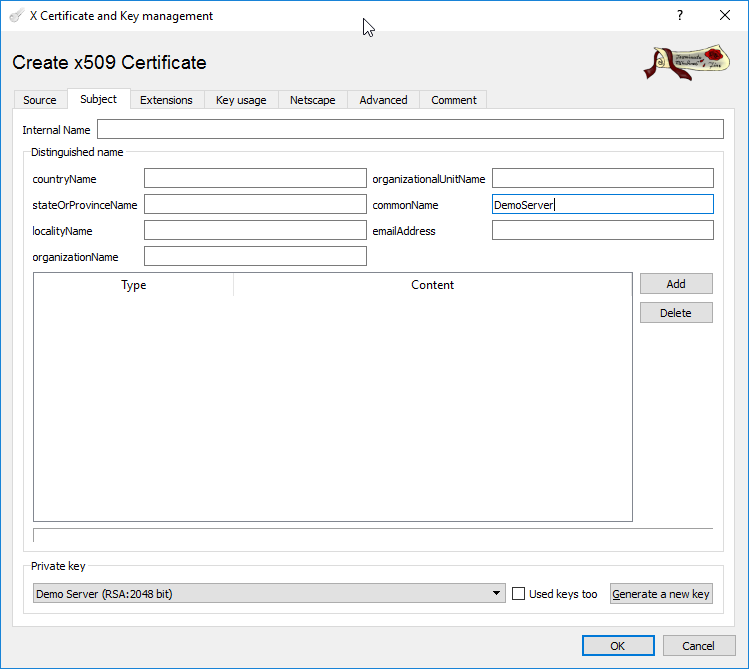 X Certificate and Key management
?
Create x509 Certificate
Source Subject Extensions Key usage Netscape Advanced Comment
Internal Name
Distinguished name
countryName organizationalUnitName
stateOrProvinceName commonName DemoServer
localityName emailAddress
organizationName
Type Content Add
Delete
Private key
Demo Server (RSA:2048 bit) Used keys too Generate a new key
OK Cancel